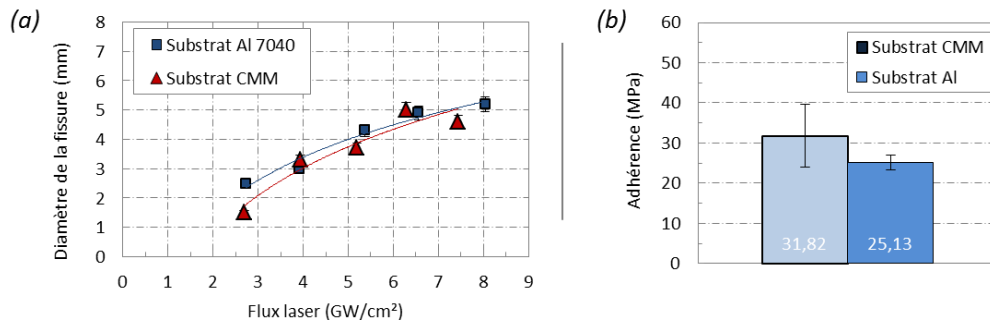 (a)
Diamètre de la fissure (mm)
8
7
6
5
4
3
2
1
0
Substrat Al 7040
Substrat CMM
0 1 2 3 4 5 6 7 8 9
Flux laser (GW/cm²)
(b)
Adhérence (MPa)
60
50
40
30
20
10
0
Substrat CMM
Substrat Al
31,82 25,13